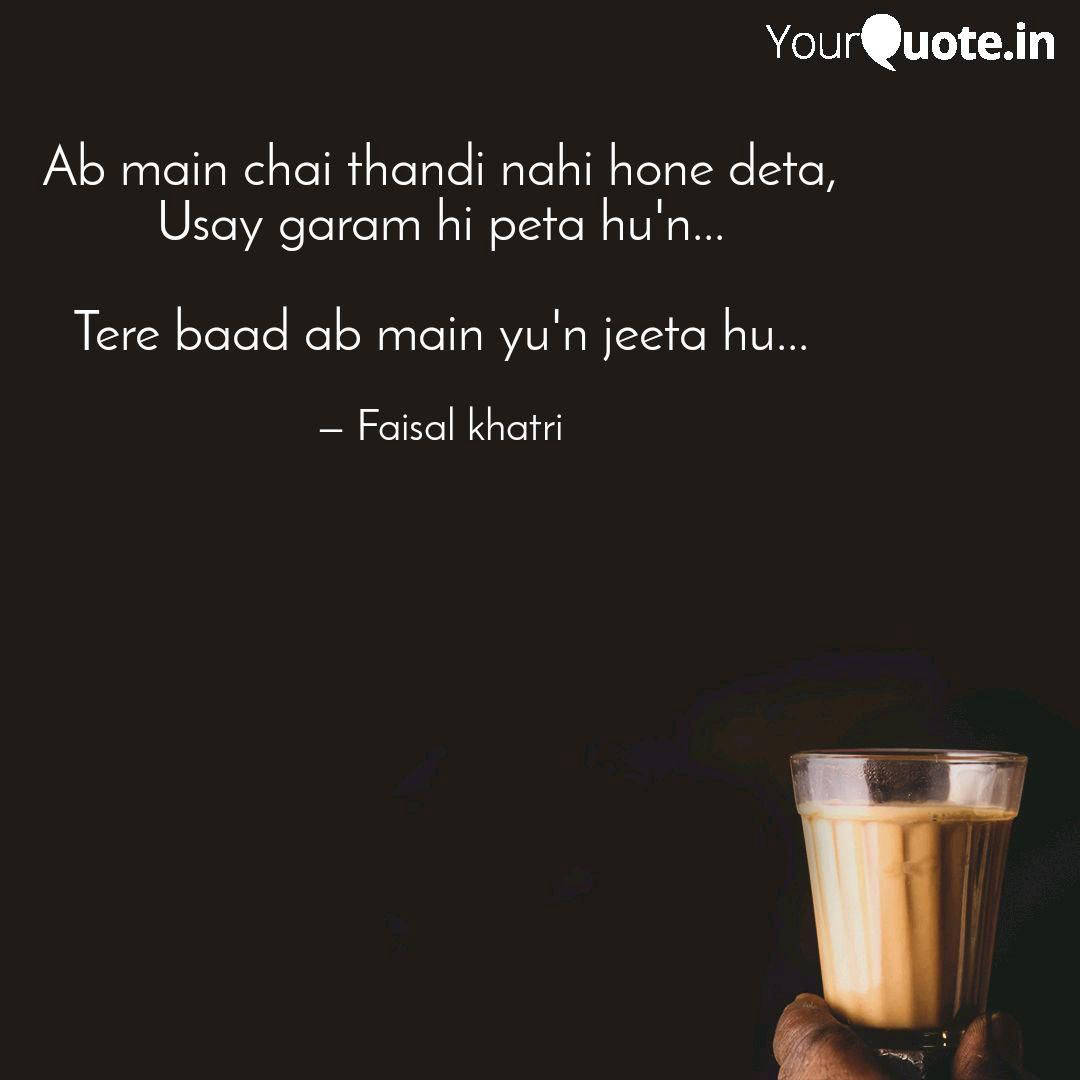 YourQuote.in
Ab main chai thandi nahi hone deta,
Usay garam hi peta hu'n...
Tere baad ab main yu'n jeeta hu...
– Faisal khatri